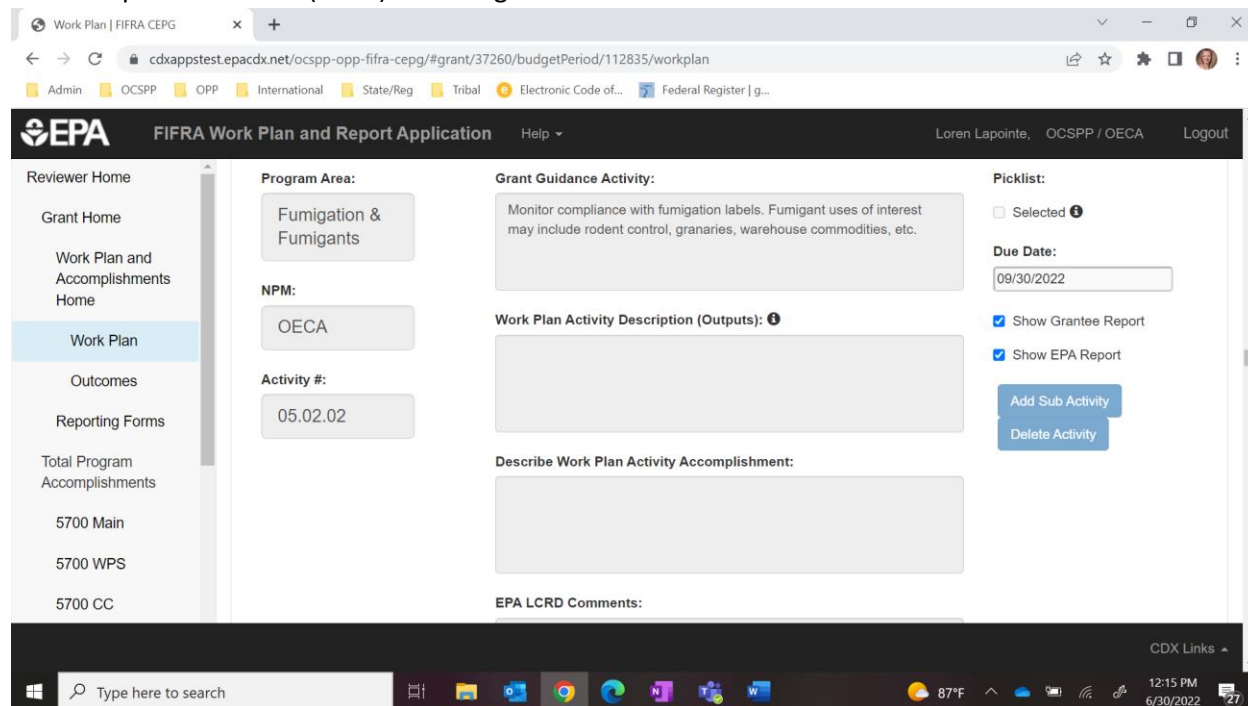 Work Plan | FIFRA CEPG
cdxappstest.epacdx.net/ocspp-opp-fifra-cepg/#grant/37260/budgetPeriod/112835/workplan
Admin OCSPP OPP International State/Reg Tribal Electronic Code of... Federal Register | g...
EPA FIFRA Work Plan and Report Application Help Loren Lapointe, OCSPP / OECA Logout
Reviewer Home
Grant Home
Work Plan and
Accomplishments
Home
Work Plan
Outcomes
Reporting Forms
Total Program
Accomplishments
5700 Main
5700 WPS
5700 CC
Program Area:
Fumigation &
Fumigants
NPM:
OECA
Activity #:
05.02.02
Grant Guidance Activity:
Monitor compliance with fumigation labels. Fumigant uses of interest
may include rodent control, granaries, warehouse commodities, etc.
Work Plan Activity Description (Outputs):
Describe Work Plan Activity Accomplishment:
EPA LCRD Comments:
Picklist:
Selected
Due Date:
09/30/2022
Show Grantee Report
Show EPA Report
Add Sub Activity
Delete Activity
CDX Links
Type here to search
87°F
12:15 PM
6/30/2022
27